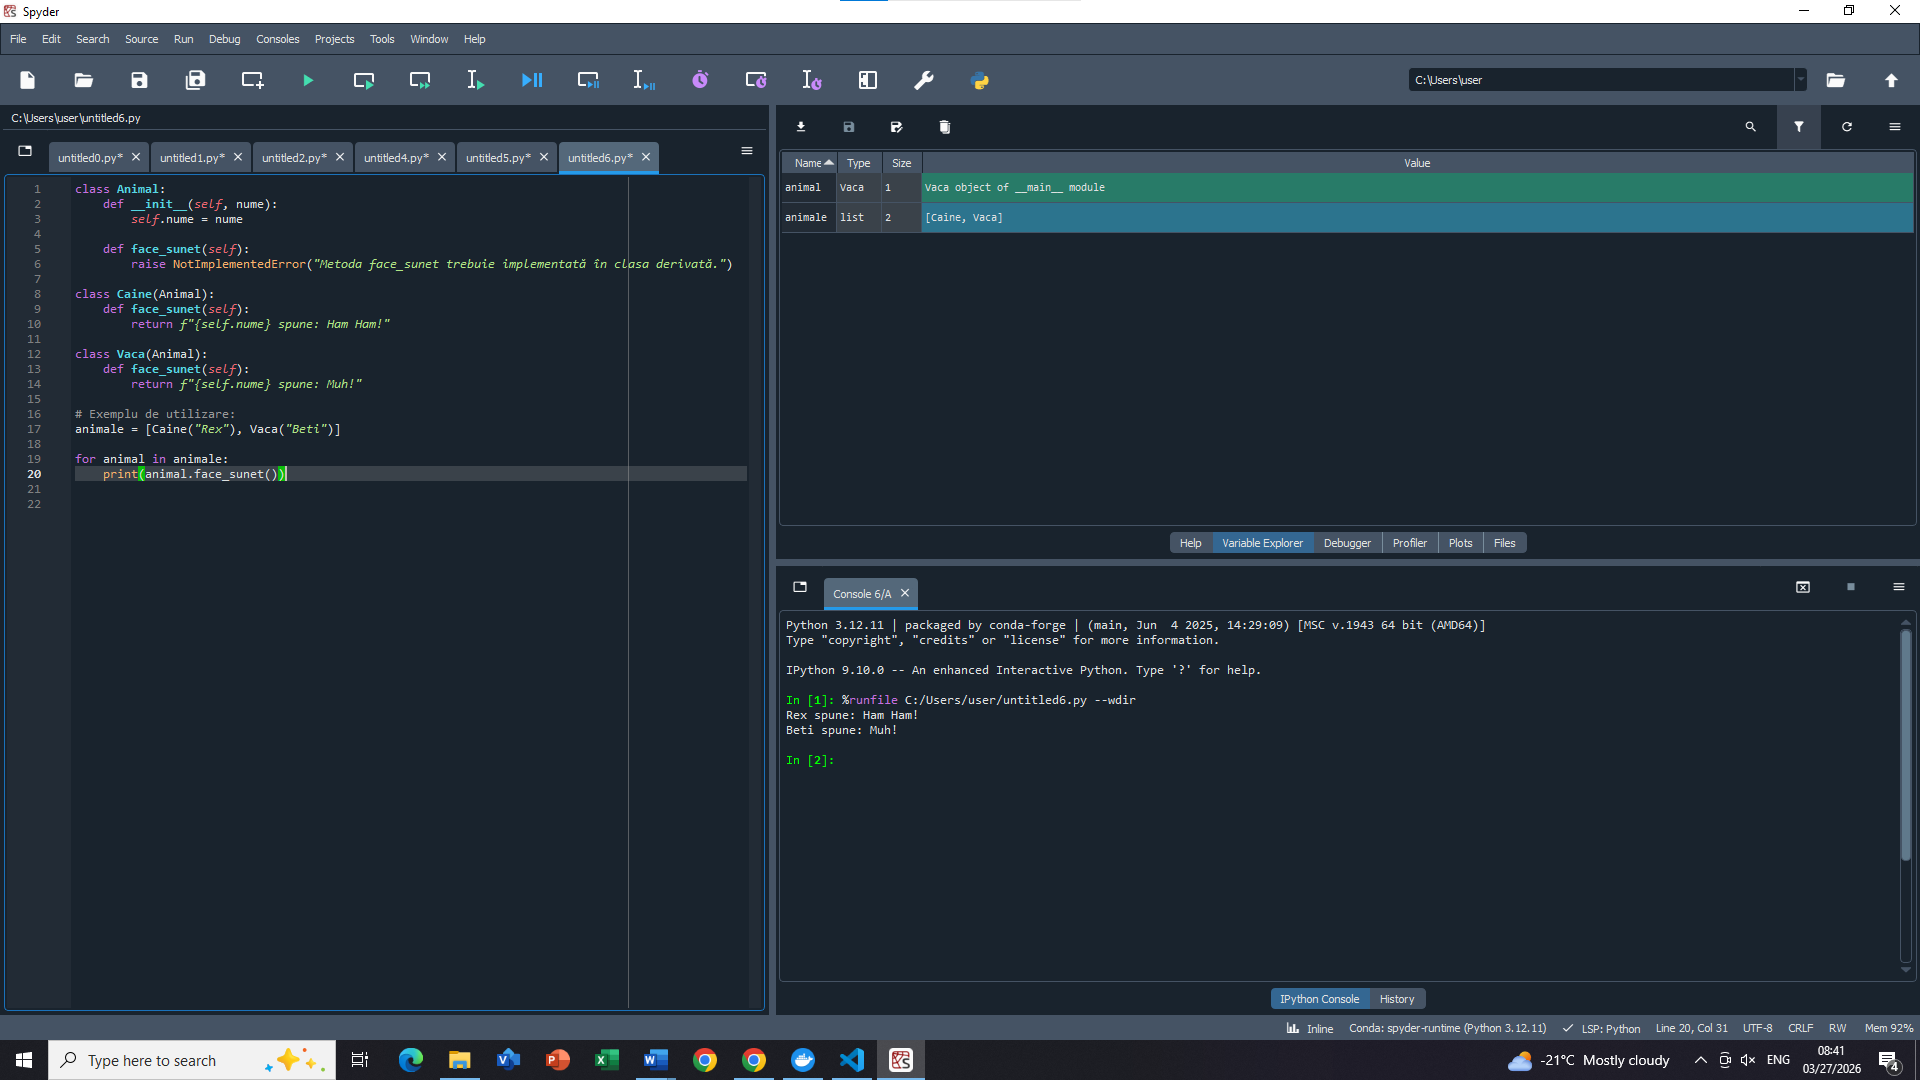 Spyder
File Edit Search Source Run Debug Consoles Projects Tools Window Help
C:\Users\user
C:\Users\user\untitled6.py
untitled0.py* untitled1.py* untitled2.py* untitled4.py* untitled5.py* untitled6.py*
1 class Animal:
2 def __init__(self, nume):
3 self.nume = nume
4
5 def face_sunet(self):
6 raise NotImplementedError("Metoda face_sunet trebuie implementată în clasa derivată.")
7
8 class Caine(Animal):
9 def face_sunet(self):
10 return f"{self.nume} spune: Ham Ham!"
11
12 class Vaca(Animal):
13 def face_sunet(self):
14 return f"{self.nume} spune: Muh!"
15
16 # Exemplu de utilizare:
17 animale = [Caine("Rex"), Vaca("Beti")]
18
19 for animal in animale:
20 print(animal.face_sunet())
21
22
Name Type Size Value
animal Vaca 1 Vaca object of __main__ module
animale list 2 [Caine, Vaca]
Help Variable Explorer Debugger Profiler Plots Files
Console 6/A
Python 3.12.11 | packaged by conda-forge | (main, Jun  4 2025, 14:29:09) [MSC v.1943 64 bit (AMD64)]
Type "copyright", "credits" or "license" for more information.
IPython 9.10.0 -- An enhanced Interactive Python. Type '?' for help.
In [1]: %runfile C:/Users/user/untitled6.py --wdir
Rex spune: Ham Ham!
Beti spune: Muh!
In [2]:
IPython Console History
Inline Conda: spyder-runtime (Python 3.12.11) LSP: Python Line 20, Col 31 UTF-8 CRLF RW Mem 92%
Type here to search
-21°C Mostly cloudy
ENG
08:41
03/27/2026
4